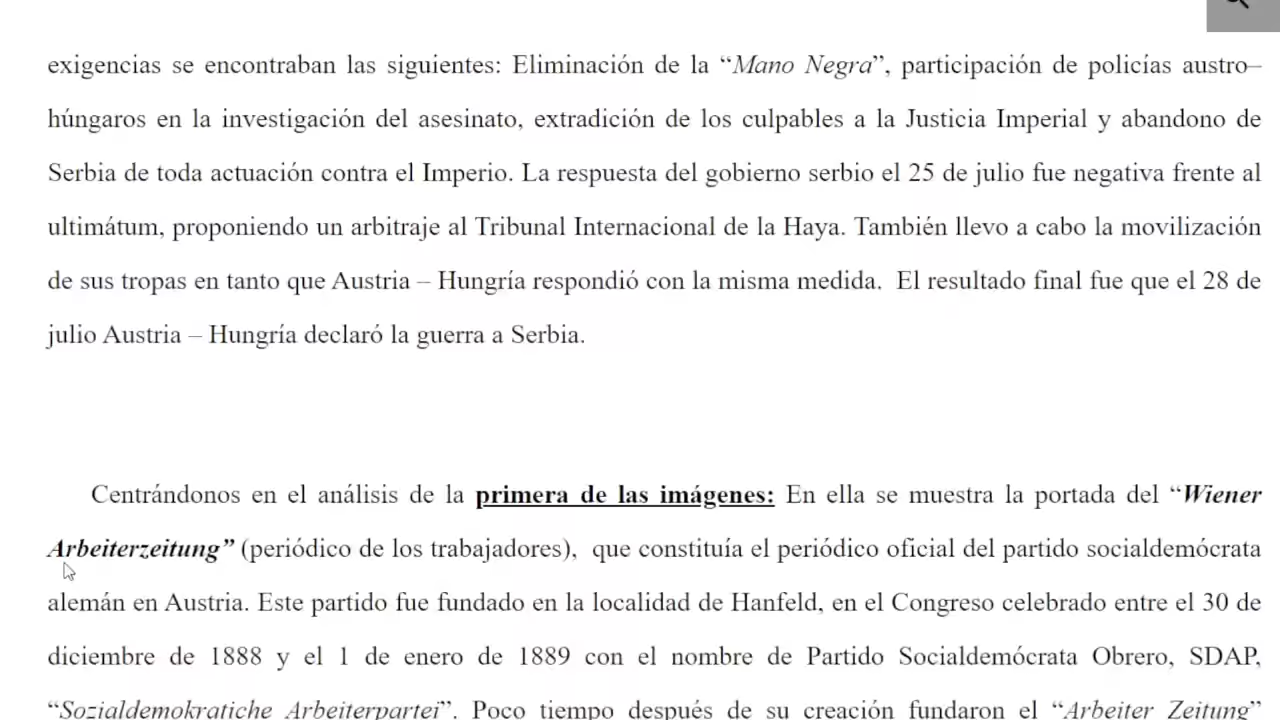 exigencias se encontraban las siguientes: Eliminación de la “Mano Negra”, participación de policías austro–
húngaros en la investigación del asesinato, extradición de los culpables a la Justicia Imperial y abandono de
Serbia de toda actuación contra el Imperio. La respuesta del gobierno serbio el 25 de julio fue negativa frente al
ultimátum, proponiendo un arbitraje al Tribunal Internacional de la Haya. También llevo a cabo la movilización
de sus tropas en tanto que Austria – Hungría respondió con la misma medida.  El resultado final fue que el 28 de
julio Austria – Hungría declaró la guerra a Serbia.
Centrándonos en el análisis de la primera de las imágenes: En ella se muestra la portada del “Wiener
Arbeiterzeitung” (periódico de los trabajadores),  que constituía el periódico oficial del partido socialdemócrata
alemán en Austria. Este partido fue fundado en la localidad de Hanfeld, en el Congreso celebrado entre el 30 de
diciembre de 1888 y el 1 de enero de 1889 con el nombre de Partido Socialdemócrata Obrero, SDAP,
“Sozialdemokratiche Arbeiterpartei”. Poco tiempo después de su creación fundaron el “Arbeiter Zeitung”